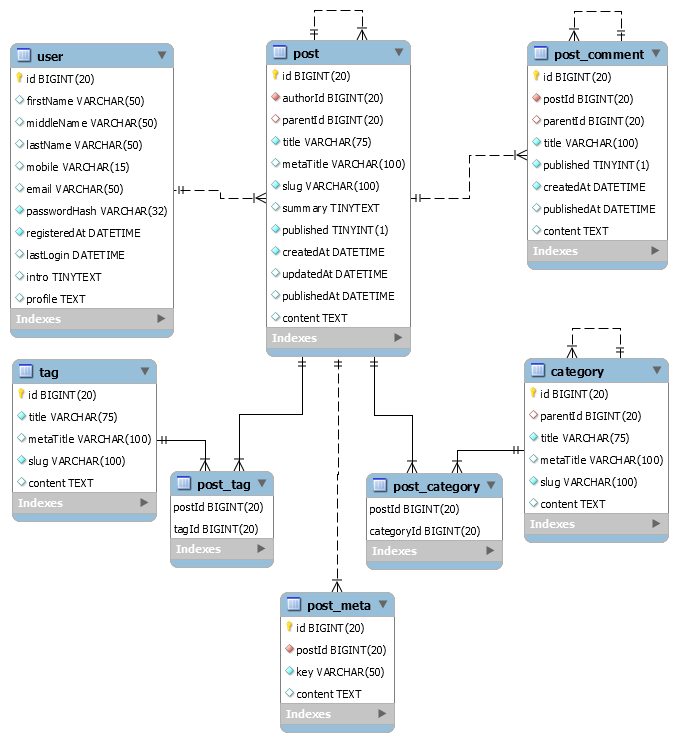 user
id BIGINT(20)
firstName VARCHAR(50)
middleName VARCHAR(50)
lastName VARCHAR(50)
mobile VARCHAR(15)
email VARCHAR(50)
passwordHash VARCHAR(32)
registeredAt DATETIME
lastLogin DATETIME
intro TINYTEXT
profile TEXT
Indexes
post
id BIGINT(20)
authorId BIGINT(20)
parentId BIGINT(20)
title VARCHAR(75)
metaTitle VARCHAR(100)
slug VARCHAR(100)
summary TINYTEXT
published TINYINT(1)
createdAt DATETIME
updatedAt DATETIME
publishedAt DATETIME
content TEXT
Indexes
post_comment
id BIGINT(20)
postId BIGINT(20)
parentId BIGINT(20)
title VARCHAR(100)
published TINYINT(1)
createdAt DATETIME
publishedAt DATETIME
content TEXT
Indexes
tag
id BIGINT(20)
title VARCHAR(75)
metaTitle VARCHAR(100)
slug VARCHAR(100)
content TEXT
Indexes
category
id BIGINT(20)
parentId BIGINT(20)
title VARCHAR(75)
metaTitle VARCHAR(100)
slug VARCHAR(100)
content TEXT
Indexes
post_tag
postId BIGINT(20)
tagId BIGINT(20)
Indexes
post_category
postId BIGINT(20)
categoryId BIGINT(20)
Indexes
post_meta
id BIGINT(20)
postId BIGINT(20)
key VARCHAR(50)
content TEXT
Indexes